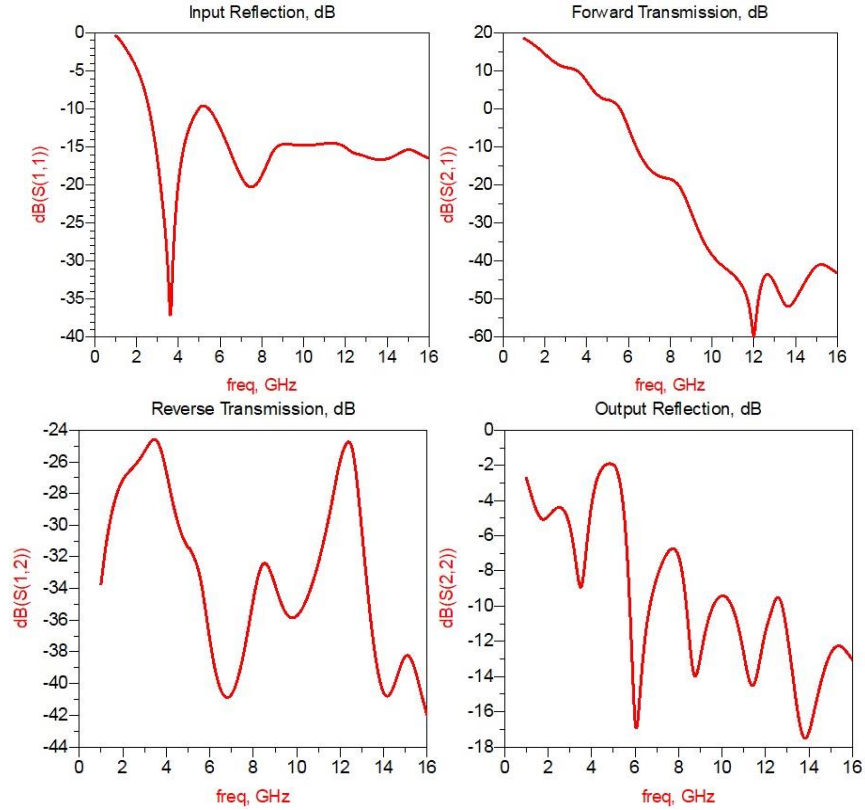 Input Reflection, dB
0
-5
-10
-15
-20
-25
-30
-35
-40
dB(S(1,1))
0 2 4 6 8 10 12 14 16
freq, GHz
Forward Transmission, dB
20
10
0
-10
-20
-30
-40
-50
-60
dB(S(2,1))
0 2 4 6 8 10 12 14 16
freq, GHz
Reverse Transmission, dB
-24
-26
-28
-30
-32
-34
-36
-38
-40
-42
-44
dB(S(1,2))
0 2 4 6 8 10 12 14 16
freq, GHz
Output Reflection, dB
0
-2
-4
-6
-8
-10
-12
-14
-16
-18
dB(S(2,2))
0 2 4 6 8 10 12 14 16
freq, GHz